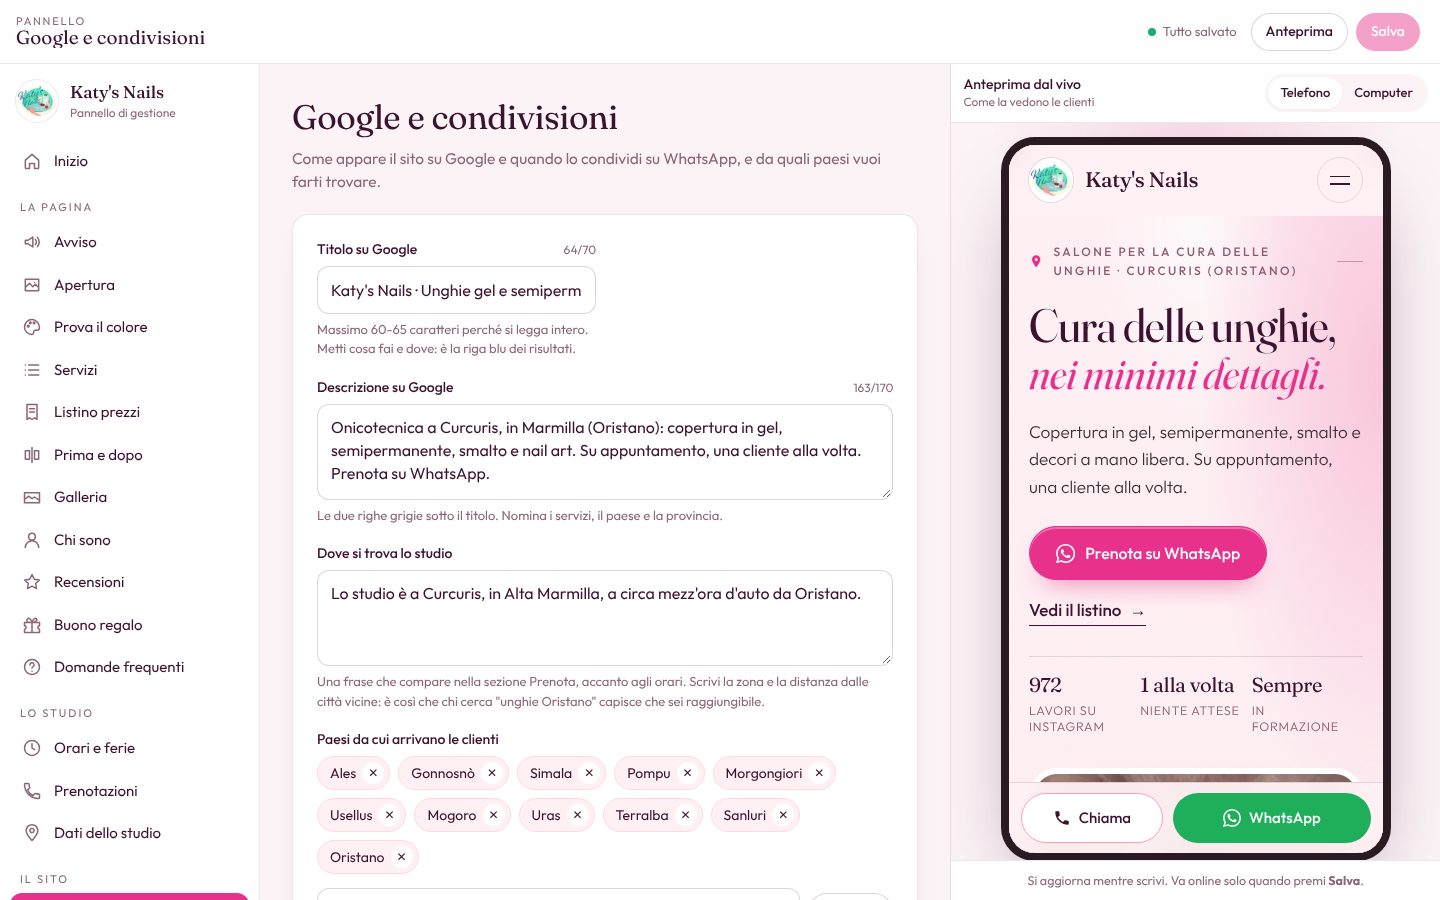 PANNELLO
Google e condivisioni
Tutto salvato
Anteprima
Salva
Katy's Nails
Pannello di gestione
Inizio
LA PAGINA
Avviso
Apertura
Prova il colore
Servizi
Listino prezzi
Prima e dopo
Galleria
Chi sono
Recensioni
Buono regalo
Domande frequenti
LO STUDIO
Orari e ferie
Prenotazioni
Dati dello studio
IL SITO
Google e condivisioni
Come appare il sito su Google e quando lo condividi su WhatsApp, e da quali paesi vuoi
farti trovare.
Titolo su Google
64/70
Katy's Nails · Unghie gel e semiperm
Massimo 60-65 caratteri perché si legga intero.
Metti cosa fai e dove: è la riga blu dei risultati.
Descrizione su Google
163/170
Onicotecnica a Curcuris, in Marmilla (Oristano): copertura in gel,
semipermanente, smalto e nail art. Su appuntamento, una cliente alla volta.
Prenota su WhatsApp.
Le due righe grigie sotto il titolo. Nomina i servizi, il paese e la provincia.
Dove si trova lo studio
Lo studio è a Curcuris, in Alta Marmilla, a circa mezz'ora d'auto da Oristano.
Una frase che compare nella sezione Prenota, accanto agli orari. Scrivi la zona e la distanza dalle
città vicine: è così che chi cerca "unghie Oristano" capisce che sei raggiungibile.
Paesi da cui arrivano le clienti
Ales ✕ Gonnosnò ✕ Simala ✕ Pompu ✕ Morgongiori ✕
Usellus ✕ Mogoro ✕ Uras ✕ Terralba ✕ Sanluri ✕
Oristano ✕
Anteprima dal vivo
Come la vedono le clienti
Telefono
Computer
Katy's Nails
SALONE PER LA CURA DELLE
UNGHIE · CURCURIS (ORISTANO)
Cura delle unghie,
nei minimi dettagli.
Copertura in gel, semipermanente, smalto e
decori a mano libera. Su appuntamento,
una cliente alla volta.
Prenota su WhatsApp
Vedi il listino →
972
LAVORI SU
INSTAGRAM
1 alla volta
NIENTE ATTESE
Sempre
IN
FORMAZIONE
Chiama
WhatsApp
Si aggiorna mentre scrivi. Va online solo quando premi Salva.